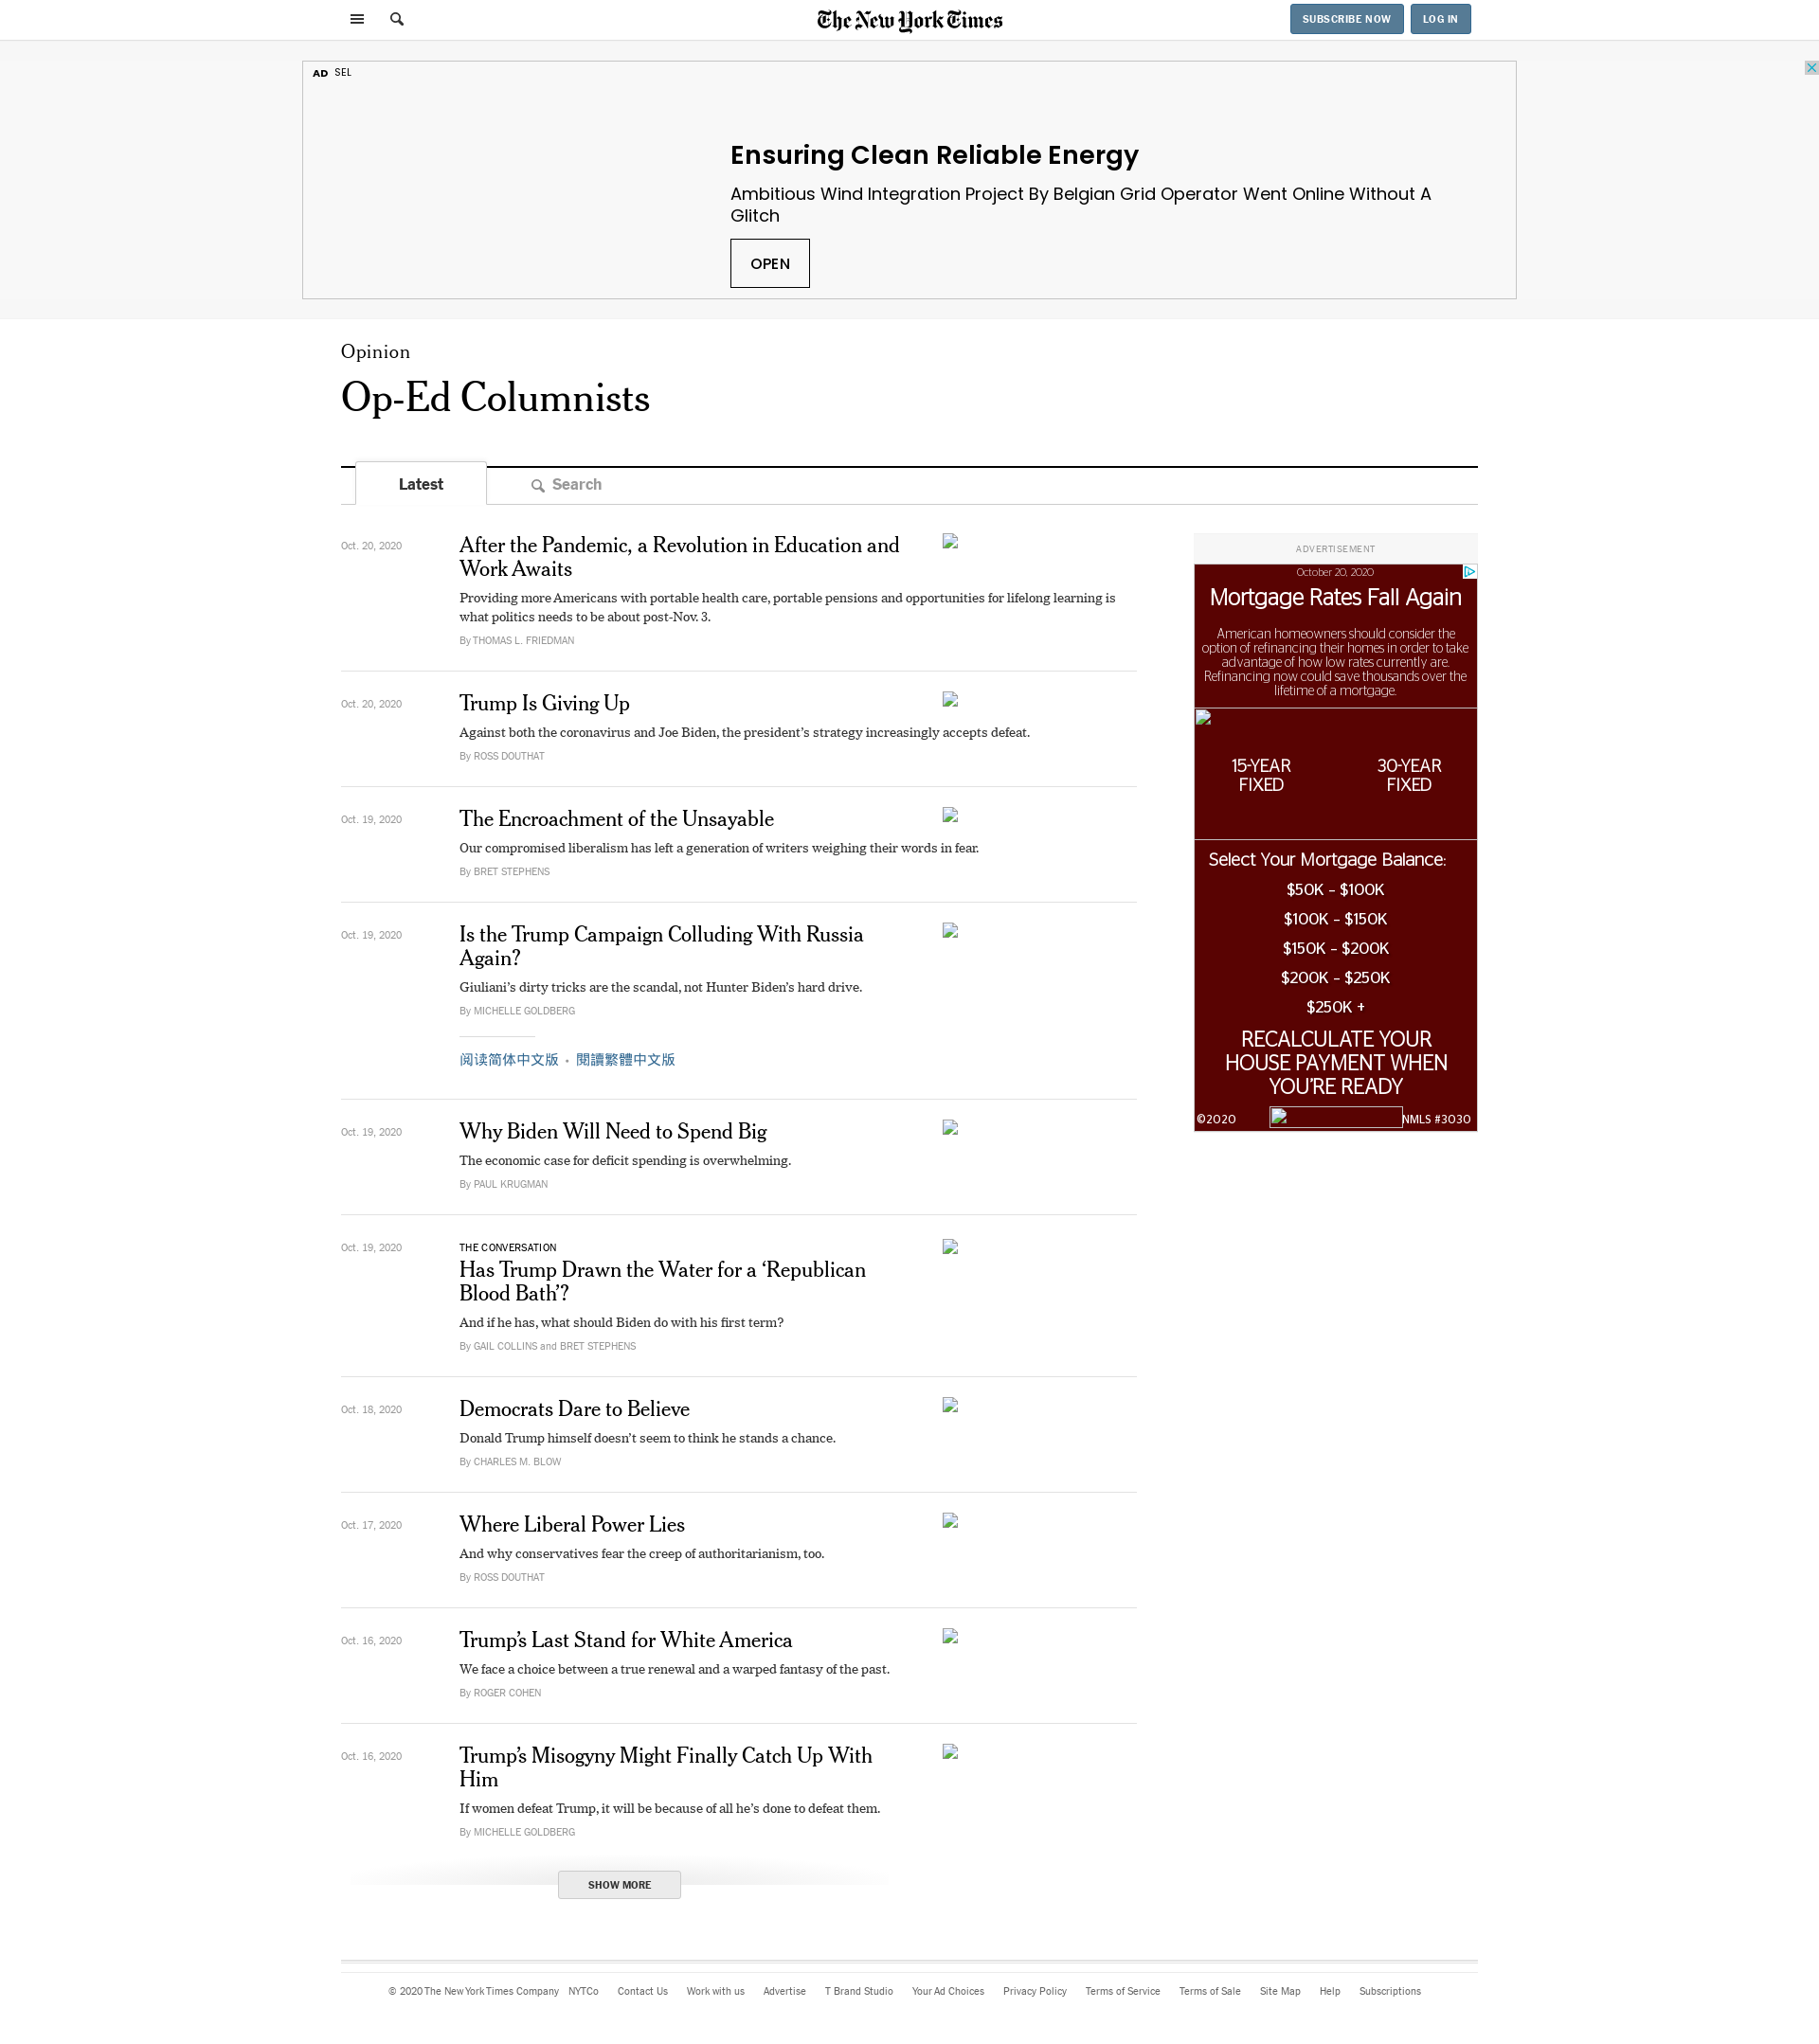 The New York Times
SUBSCRIBE NOW
LOG IN
AD SEL
Ensuring Clean Reliable Energy
Ambitious Wind Integration Project By Belgian Grid Operator Went Online Without A
Glitch
OPEN
Opinion
Op-Ed Columnists
Latest
Search
Oct. 20, 2020
After the Pandemic, a Revolution in Education and
Work Awaits
Providing more Americans with portable health care, portable pensions and opportunities for lifelong learning is
what politics needs to be about post-Nov. 3.
By THOMAS L. FRIEDMAN
Oct. 20, 2020
Trump Is Giving Up
Against both the coronavirus and Joe Biden, the president’s strategy increasingly accepts defeat.
By ROSS DOUTHAT
Oct. 19, 2020
The Encroachment of the Unsayable
Our compromised liberalism has left a generation of writers weighing their words in fear.
By BRET STEPHENS
Oct. 19, 2020
Is the Trump Campaign Colluding With Russia
Again?
Giuliani’s dirty tricks are the scandal, not Hunter Biden’s hard drive.
By MICHELLE GOLDBERG
阅读简体中文版 • 閱讀繁體中文版
Oct. 19, 2020
Why Biden Will Need to Spend Big
The economic case for deficit spending is overwhelming.
By PAUL KRUGMAN
Oct. 19, 2020
THE CONVERSATION
Has Trump Drawn the Water for a ‘Republican
Blood Bath’?
And if he has, what should Biden do with his first term?
By GAIL COLLINS and BRET STEPHENS
Oct. 18, 2020
Democrats Dare to Believe
Donald Trump himself doesn’t seem to think he stands a chance.
By CHARLES M. BLOW
Oct. 17, 2020
Where Liberal Power Lies
And why conservatives fear the creep of authoritarianism, too.
By ROSS DOUTHAT
Oct. 16, 2020
Trump’s Last Stand for White America
We face a choice between a true renewal and a warped fantasy of the past.
By ROGER COHEN
Oct. 16, 2020
Trump’s Misogyny Might Finally Catch Up With
Him
If women defeat Trump, it will be because of all he’s done to defeat them.
By MICHELLE GOLDBERG
SHOW MORE
ADVERTISEMENT
October 20, 2020
Mortgage Rates Fall Again
American homeowners should consider the
option of refinancing their homes in order to take
advantage of how low rates currently are.
Refinancing now could save thousands over the
lifetime of a mortgage.
15-YEAR
FIXED
30-YEAR
FIXED
Select Your Mortgage Balance:
$50K - $100K
$100K - $150K
$150K - $200K
$200K - $250K
$250K +
RECALCULATE YOUR
HOUSE PAYMENT WHEN
YOU’RE READY
©2020
NMLS #3030
© 2020 The New York Times Company NYTCo Contact Us Work with us Advertise T Brand Studio Your Ad Choices Privacy Policy Terms of Service Terms of Sale Site Map Help Subscriptions